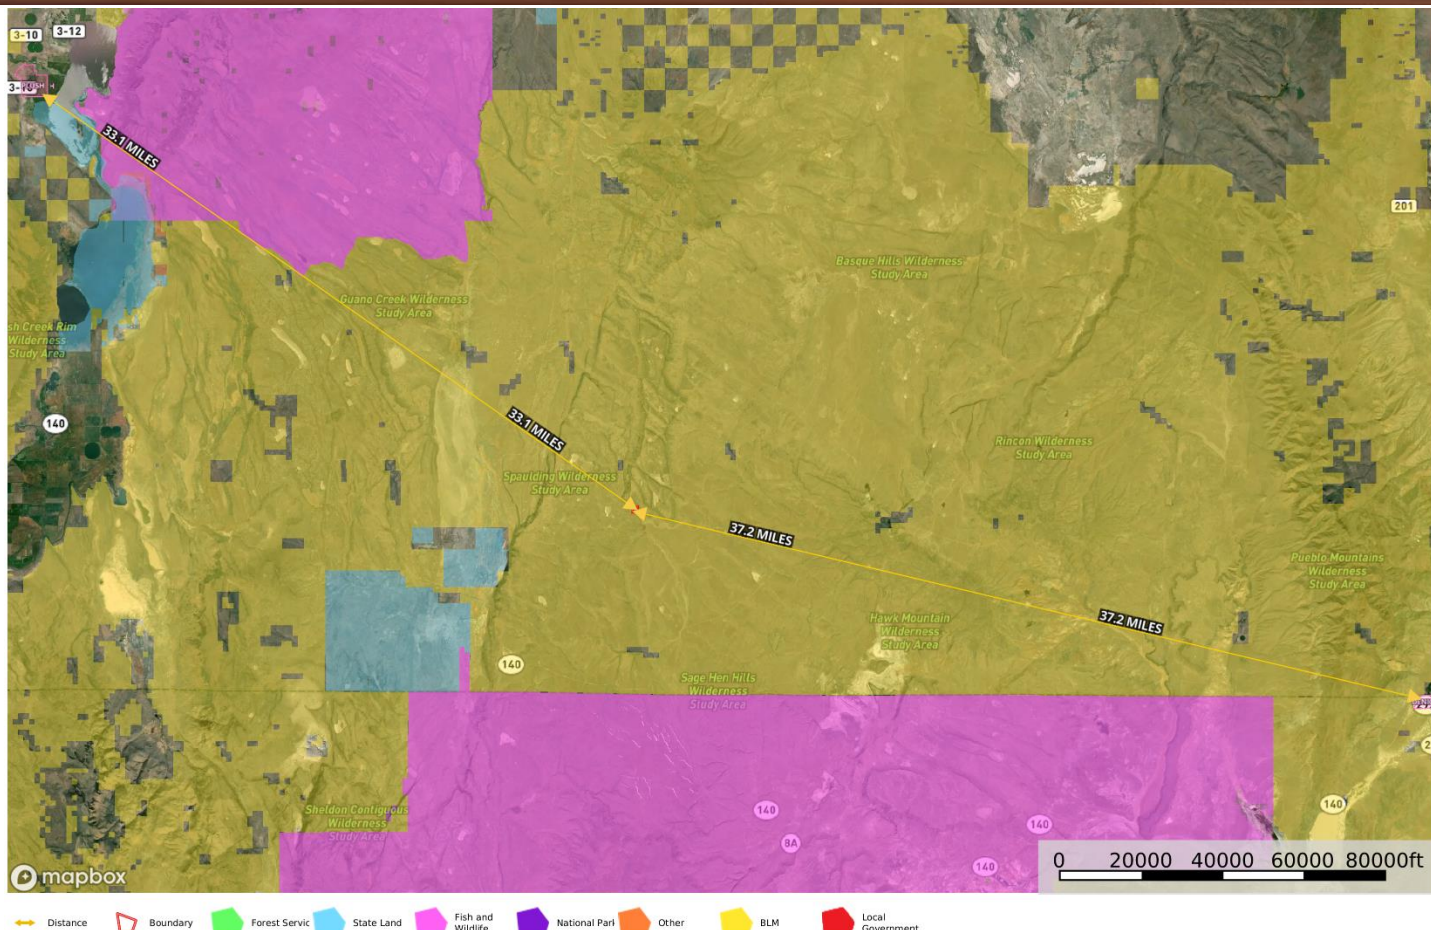 3-10
3-12
33.1 MILES
201
Basque Hills Wilderness
Study Area
Guano Creek Wilderness
Study Area
sh Creek Rim
Wilderness
Study Area
140
33.1 MILES
Rincon Wilderness
Study Area
Spaulding Wilderness
Study Area
37.2 MILES
Pueblo Mountains
Wilderness
Study Area
Hawk Mountain
Wilderness
Study Area
37.2 MILES
140
Sage Hen Hills
Wilderness
Study Area
140
140
140
8A
140
Sheldon Contiguous
Wilderness
Study Area
mapbox
0 20000 40000 60000 80000ft
Distance
Boundary
Forest Servic
State Land
Fish and
Wildlife
National Park
Other
BLM
Local
Government